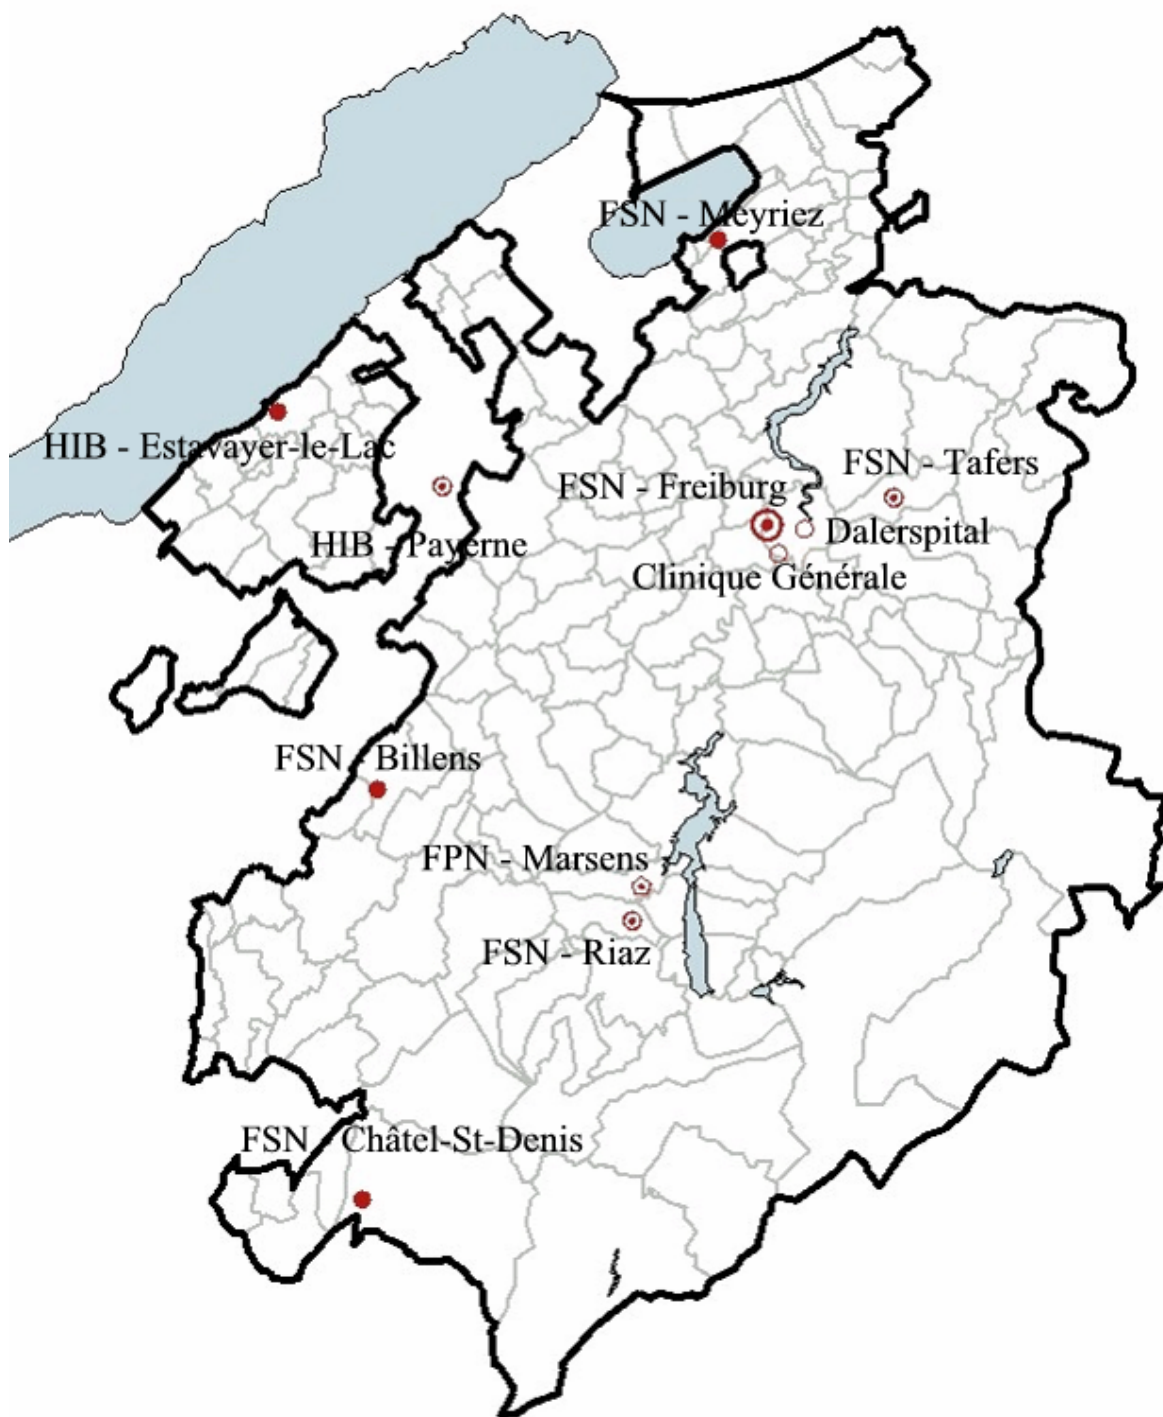 FSN - Meyriez
HIB - Estavayer-le-Lac
FSN - Tafers
FSN - Freiburg
Dalerspital
HIB - Payerne
Clinique Générale
FSN - Billens
FPN - Marsens
FSN - Riaz
FSN - Châtel-St-Denis